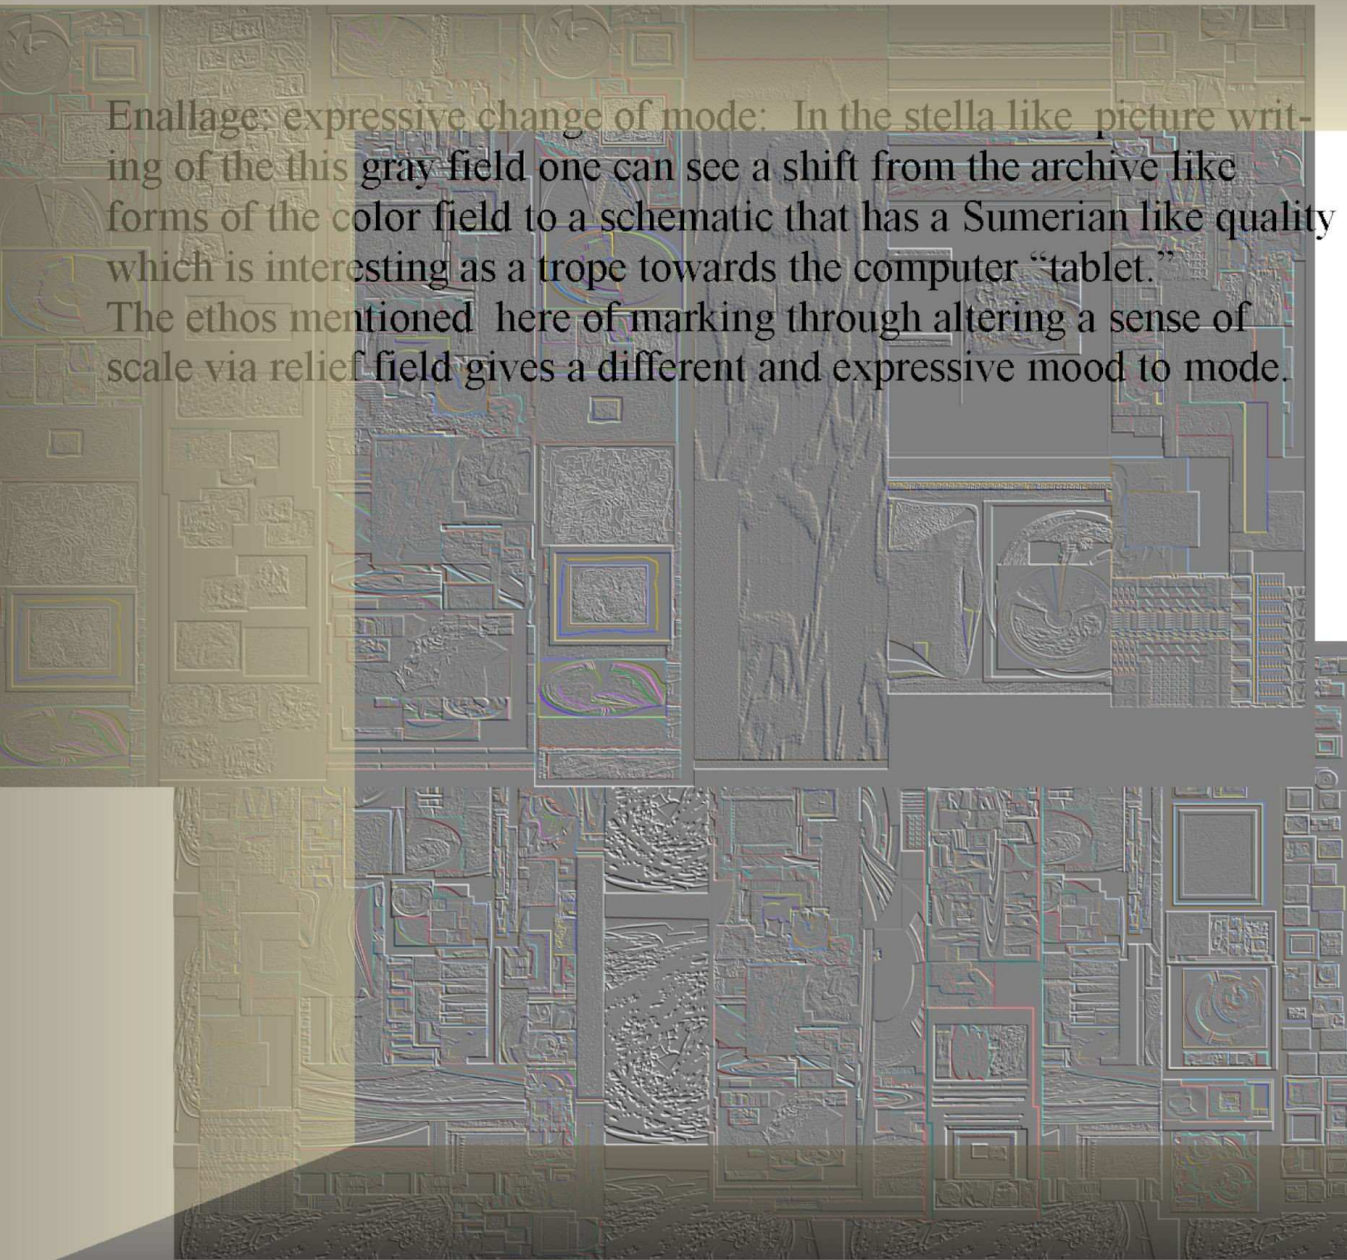 Enallage: expressive change of mode:  In the stella like  picture writ-
ing of the this gray field one can see a shift from the archive like
forms of the color field to a schematic that has a Sumerian like quality
which is interesting as a trope towards the computer “tablet.”
The ethos mentioned  here of marking through altering a sense of
scale via relief field gives a different and expressive mood to mode.